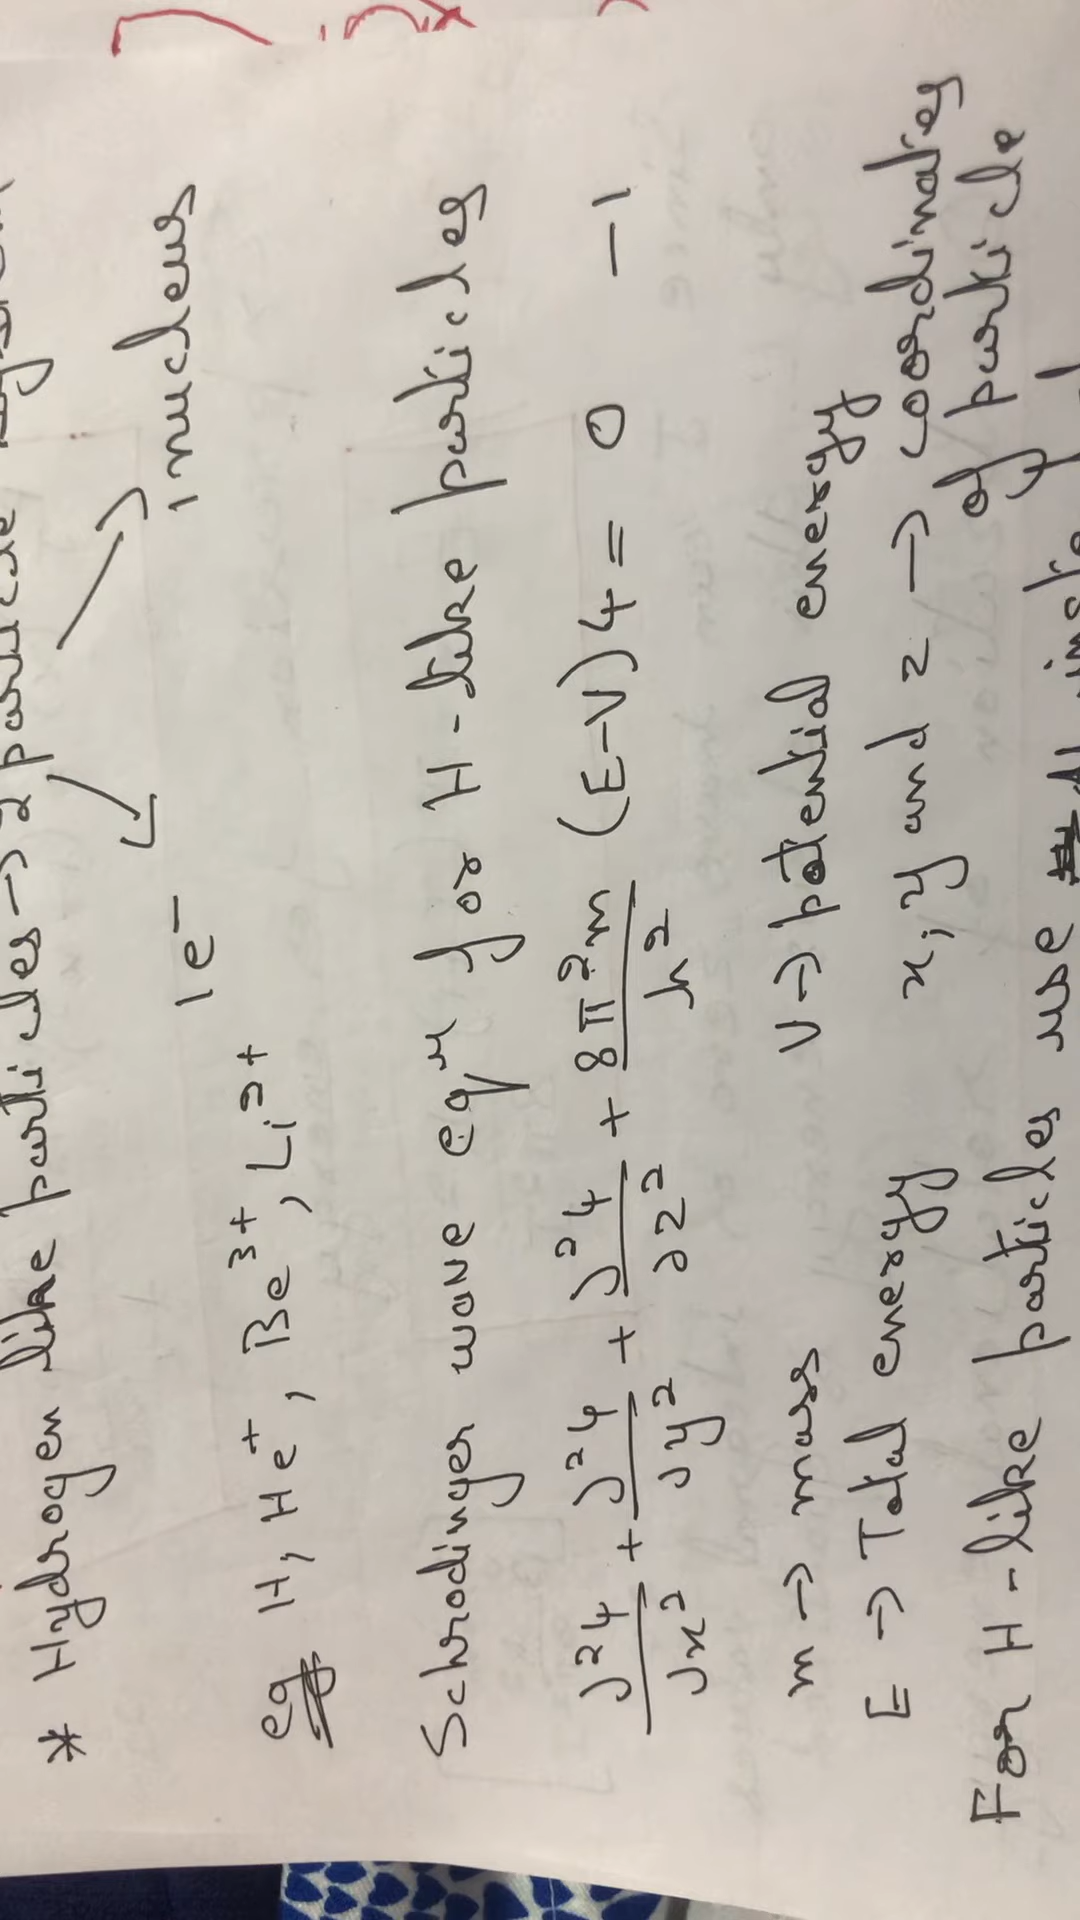 * Hydrogen like particles → 2 particle
1e⁻ 1 nucleus
eg H, He⁺, Be³⁺, Li²⁺
Schrodinger wave eqⁿ for H-like particles
∂²ψ/∂x² + ∂²ψ/∂y² + ∂²ψ/∂z² + 8π²m/h² (E-V)ψ = 0 — 1
m → mass V → potential energy
E → Total energy x, y and z → coordinates
of particle
For H-like particles use